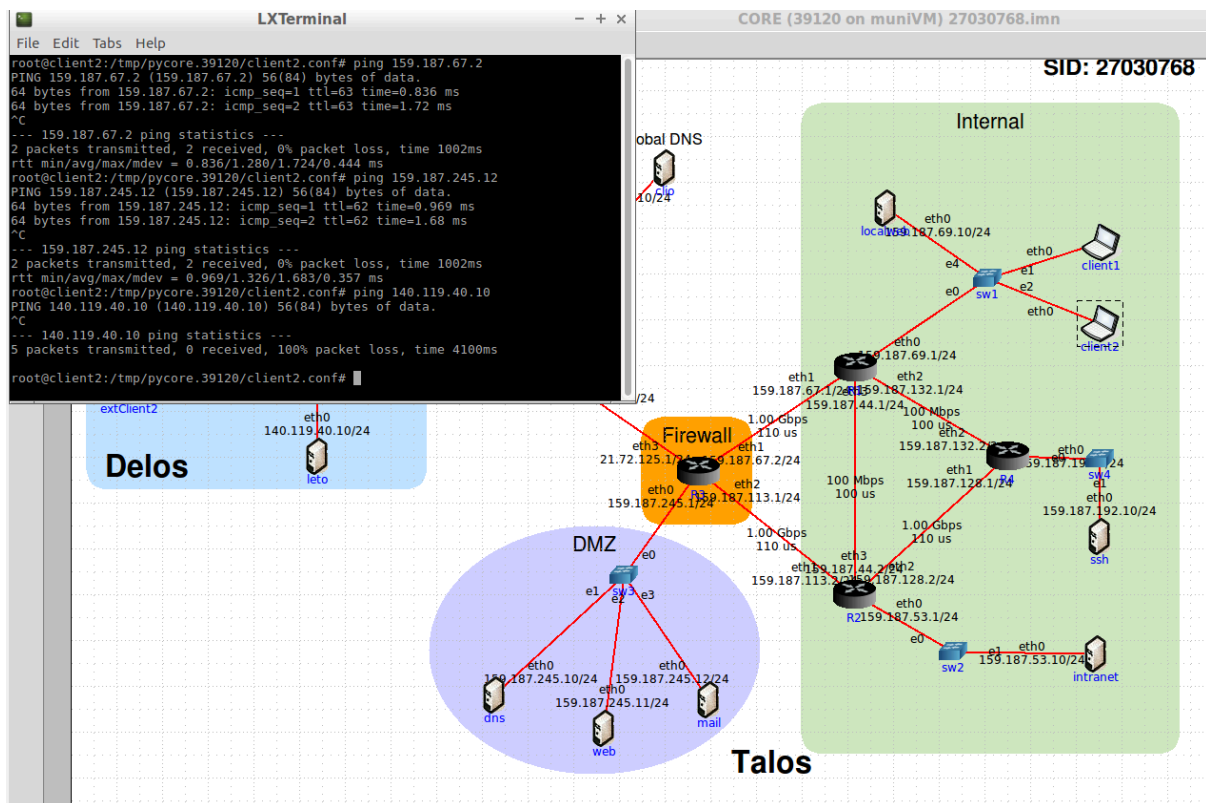 LXTerminal
CORE (39120 on muniVM) 27030768.imn
File Edit Tabs Help
root@client2:/tmp/pycore.39120/client2.conf# ping 159.187.67.2
PING 159.187.67.2 (159.187.67.2) 56(84) bytes of data.
64 bytes from 159.187.67.2: icmp_seq=1 ttl=63 time=0.836 ms
64 bytes from 159.187.67.2: icmp_seq=2 ttl=63 time=1.72 ms
^C
--- 159.187.67.2 ping statistics ---
2 packets transmitted, 2 received, 0% packet loss, time 1002ms
rtt min/avg/max/mdev = 0.836/1.280/1.724/0.444 ms
root@client2:/tmp/pycore.39120/client2.conf# ping 159.187.245.12
PING 159.187.245.12 (159.187.245.12) 56(84) bytes of data.
64 bytes from 159.187.245.12: icmp_seq=1 ttl=62 time=0.969 ms
64 bytes from 159.187.245.12: icmp_seq=2 ttl=62 time=1.68 ms
^C
--- 159.187.245.12 ping statistics ---
2 packets transmitted, 2 received, 0% packet loss, time 1002ms
rtt min/avg/max/mdev = 0.969/1.326/1.683/0.357 ms
root@client2:/tmp/pycore.39120/client2.conf# ping 140.119.40.10
PING 140.119.40.10 (140.119.40.10) 56(84) bytes of data.
^C
--- 140.119.40.10 ping statistics ---
5 packets transmitted, 0 received, 100% packet loss, time 4100ms
root@client2:/tmp/pycore.39120/client2.conf#
SID: 27030768
Internal
obal DNS
clio
10/24
eth0
159.187.69.10/24
e4
eth0
client1
e1
e2
sw1
e0
eth0
client2
eth0
159.187.69.1/24
eth1
159.187.67.1/24
eth2
159.187.132.1/24
eth3
159.187.44.1/24
1.00 Gbps
110 us
100 Mbps
100 us
eth2
159.187.132.2/24
eth0
R4
sw4
e1
eth0
159.187.192.10/24
ssh
eth1
159.187.128.1/24
100 Mbps
100 us
1.00 Gbps
110 us
extClient2
eth0
140.119.40.10/24
leto
Delos
/24
Firewall
eth3
21.72.125.1/24
eth1
159.187.67.2/24
R3
eth2
159.187.113.1/24
eth0
159.187.245.1/24
1.00 Gbps
110 us
eth1
159.187.113.2/24
eth3
159.187.44.2/24
eth2
159.187.128.2/24
R2
eth0
159.187.53.1/24
e0
sw2
e1
eth0
159.187.53.10/24
intranet
DMZ
e0
sw3
e1
e2
e3
eth0
159.187.245.10/24
dns
eth0
159.187.245.11/24
web
eth0
159.187.245.12/24
mail
Talos